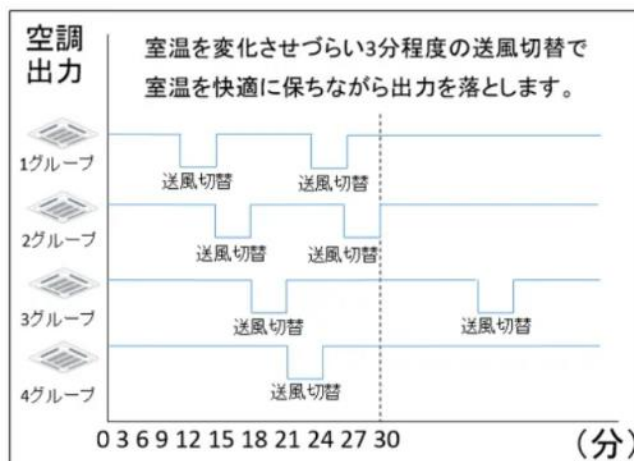 空調
出力
室温を変化させづらい3分程度の送風切替で
室温を快適に保ちながら出力を落とします。
1グループ
送風切替
送風切替
2グループ
送風切替
送風切替
3グループ
送風切替
送風切替
4グループ
送風切替
0 3 6 9 12 15 18 21 24 27 30
(分)